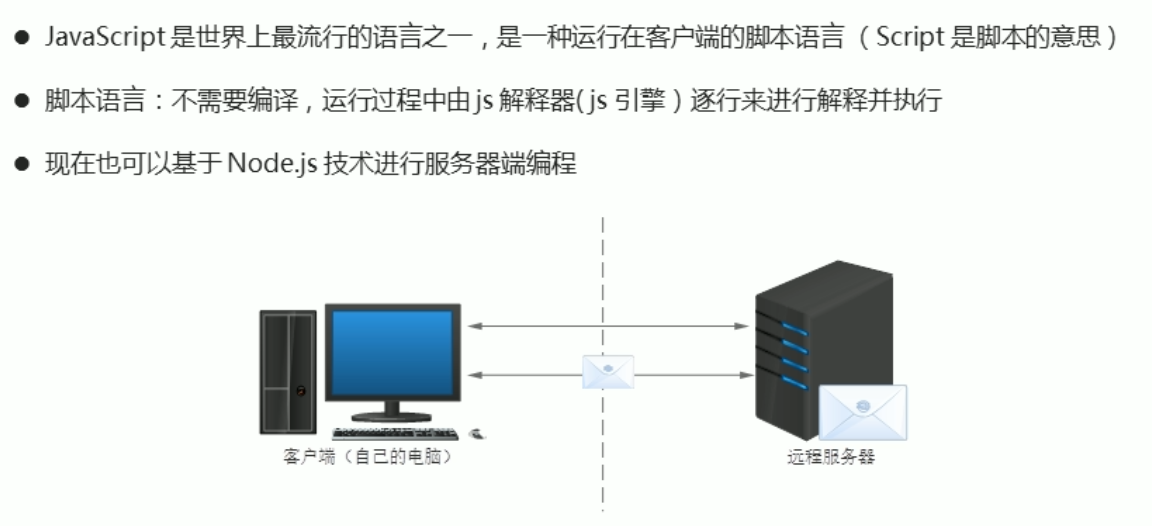 ● JavaScript 是世界上最流行的语言之一，是一种运行在客户端的脚本语言（Script 是脚本的意思）
● 脚本语言：不需要编译，运行过程中由 js 解释器( js 引擎）逐行来进行解释并执行
● 现在也可以基于 Node.js 技术进行服务器端编程
客户端（自己的电脑）
远程服务器